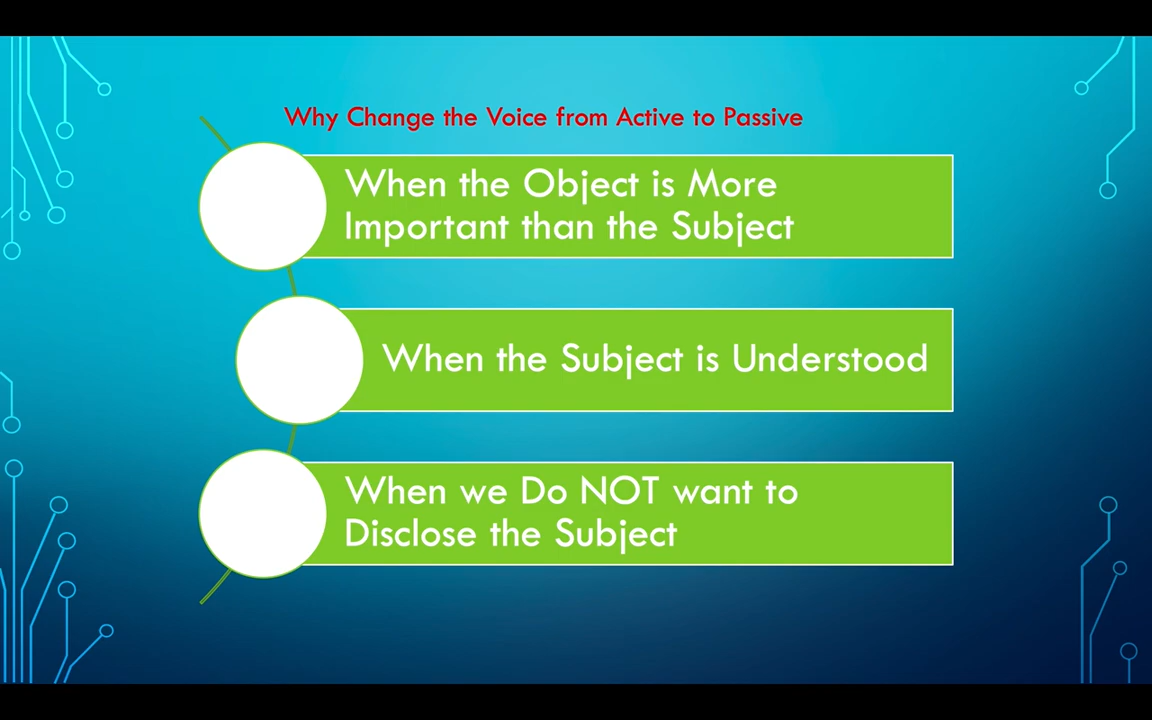 Why Change the Voice from Active to Passive
When the Object is More
Important than the Subject
When the Subject is Understood
When we Do NOT want to
Disclose the Subject